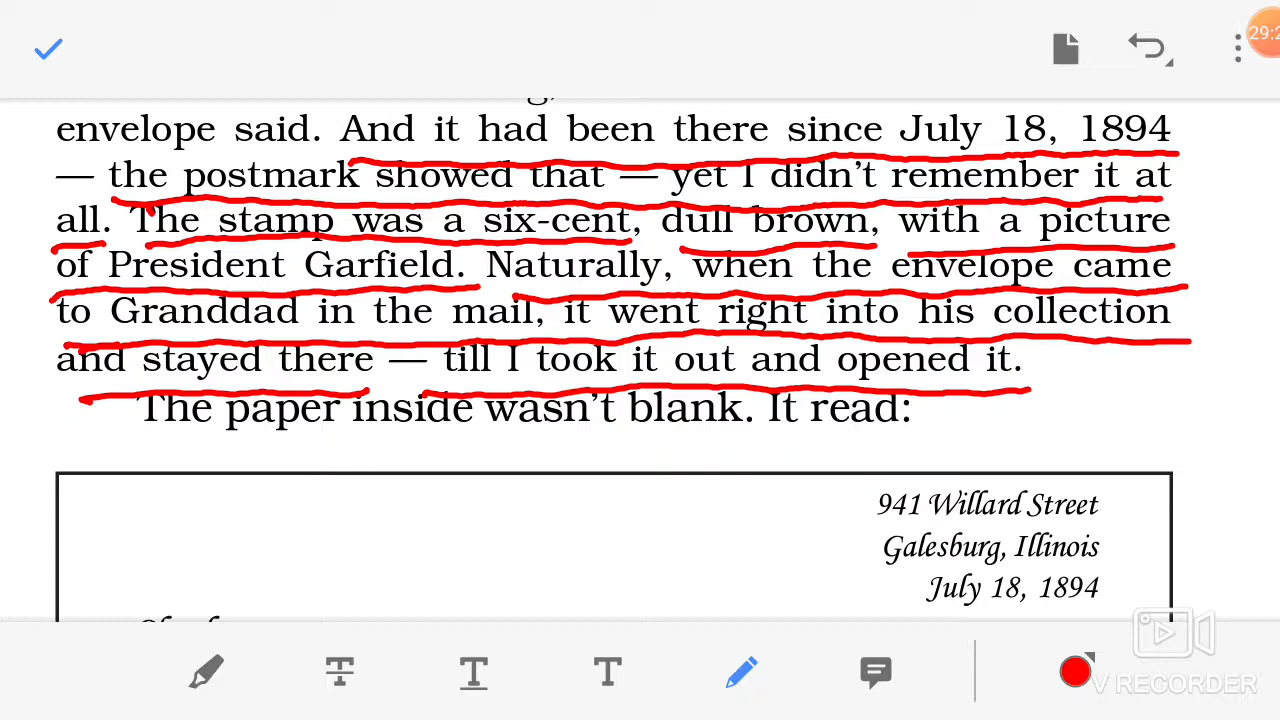 29:2
envelope said. And it had been there since July 18, 1894
— the postmark showed that — yet I didn't remember it at
all. The stamp was a six-cent, dull brown, with a picture
of President Garfield. Naturally, when the envelope came
to Granddad in the mail, it went right into his collection
and stayed there — till I took it out and opened it.
The paper inside wasn't blank. It read:
941 Willard Street
Galesburg, Illinois
July 18, 1894
T T T
V RECORDER